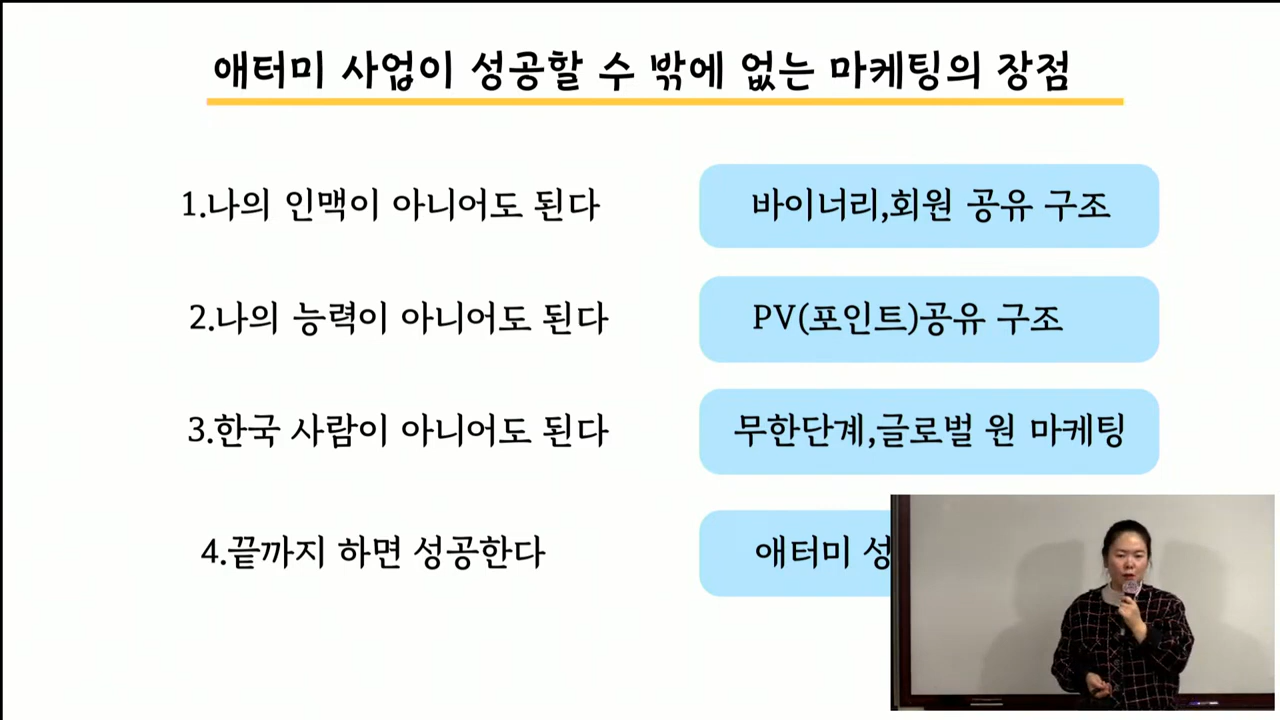 애터미 사업이 성공할 수 밖에 없는 마케팅의 장점
1.나의 인맥이 아니어도 된다
바이너리,회원 공유 구조
2.나의 능력이 아니어도 된다
PV(포인트)공유 구조
3.한국 사람이 아니어도 된다
무한단계,글로벌 원 마케팅
4.끝까지 하면 성공한다
애터미 성